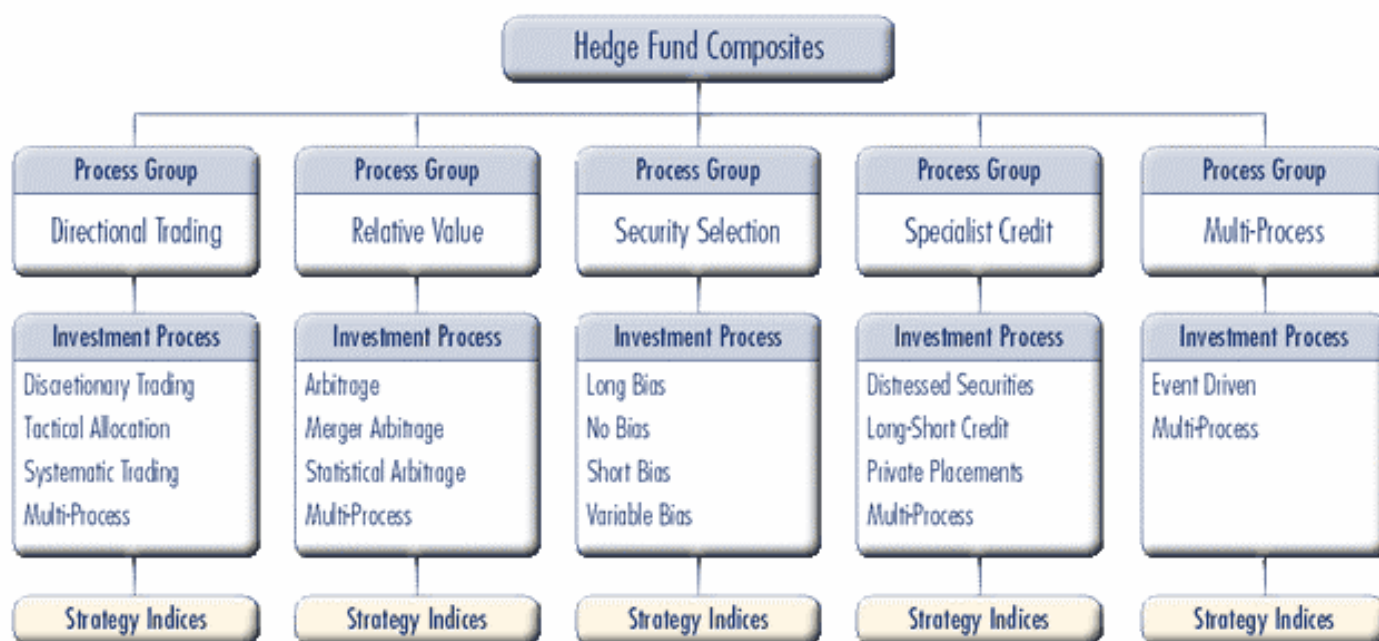 Hedge Fund Composites
Process Group
Directional Trading
Investment Process
Discretionary Trading
Tactical Allocation
Systematic Trading
Multi-Process
Strategy Indices
Process Group
Relative Value
Investment Process
Arbitrage
Merger Arbitrage
Statistical Arbitrage
Multi-Process
Strategy Indices
Process Group
Security Selection
Investment Process
Long Bias
No Bias
Short Bias
Variable Bias
Strategy Indices
Process Group
Specialist Credit
Investment Process
Distressed Securities
Long-Short Credit
Private Placements
Multi-Process
Strategy Indices
Process Group
Multi-Process
Investment Process
Event Driven
Multi-Process
Strategy Indices